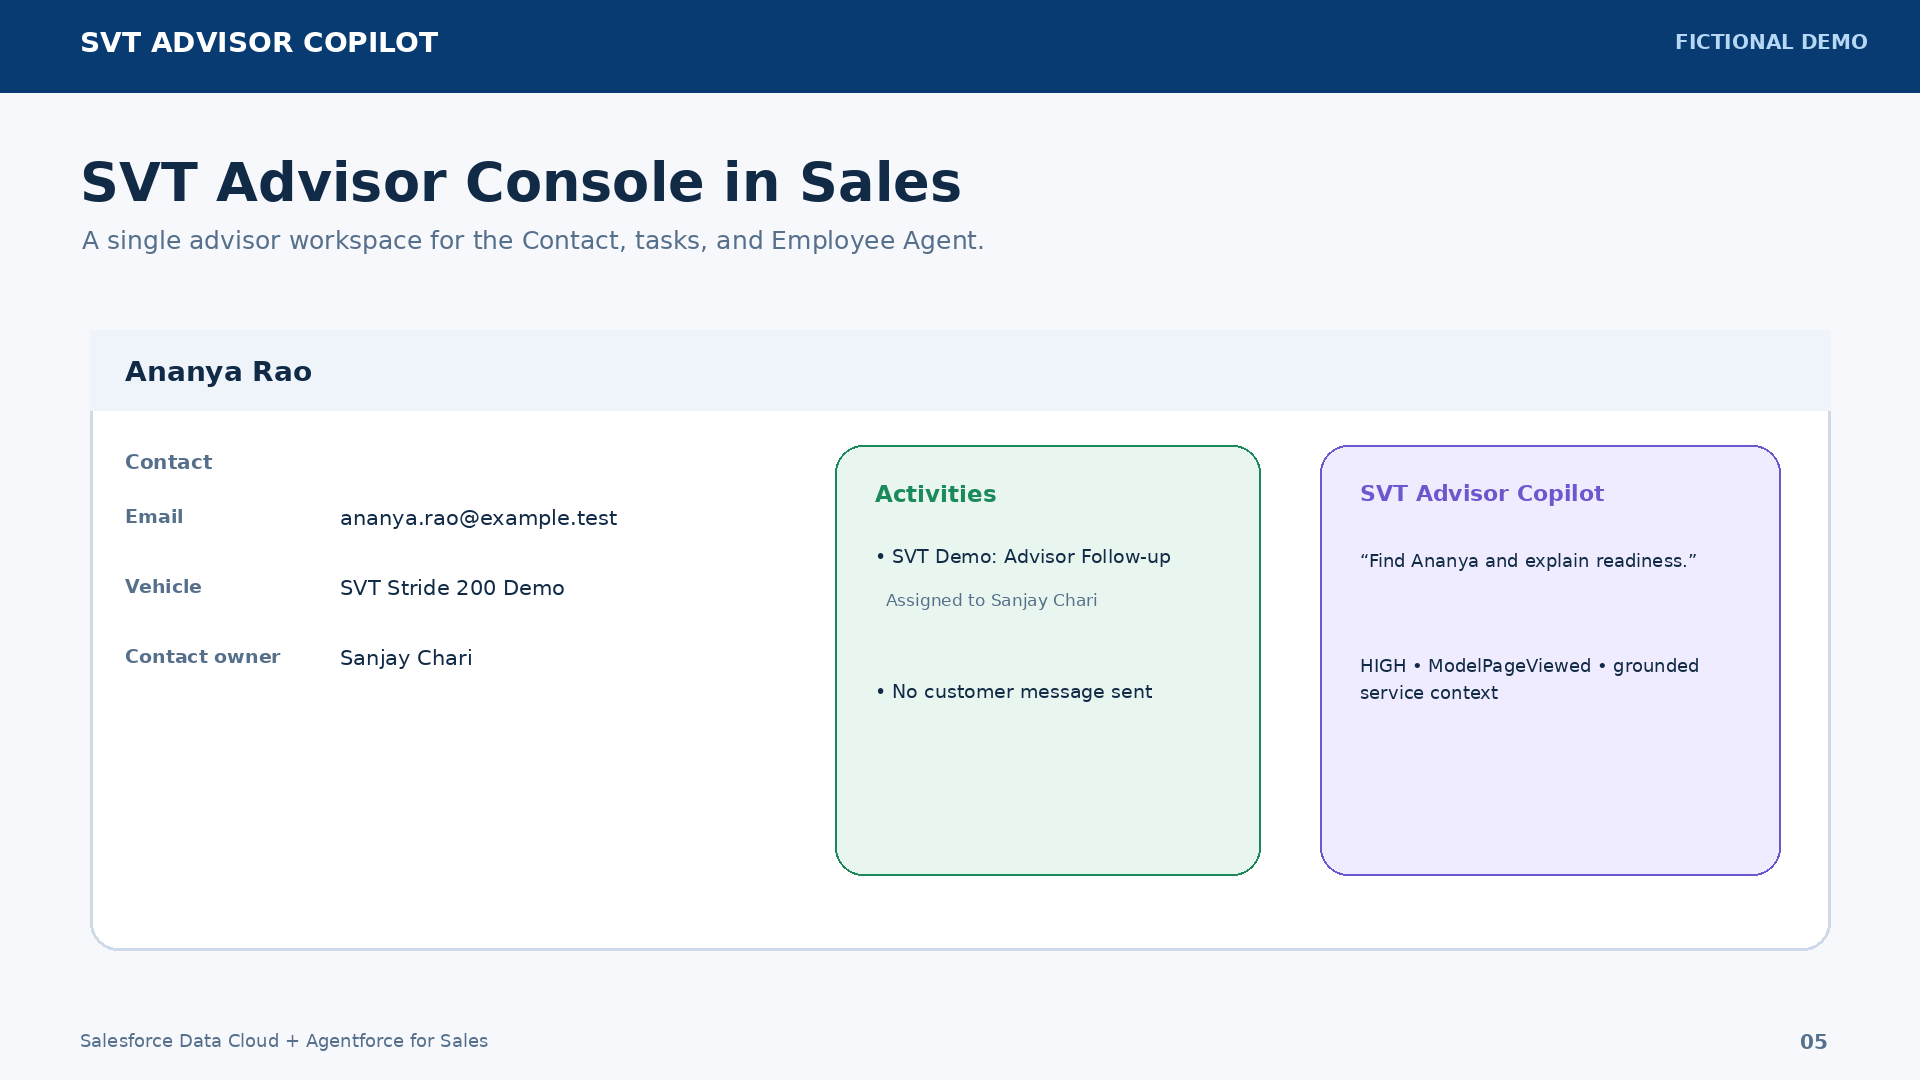 SVT ADVISOR COPILOT
FICTIONAL DEMO
SVT Advisor Console in Sales
A single advisor workspace for the Contact, tasks, and Employee Agent.
Ananya Rao
Contact
Email
ananya.rao@example.test
Vehicle
SVT Stride 200 Demo
Contact owner
Sanjay Chari
Activities
• SVT Demo: Advisor Follow-up
Assigned to Sanjay Chari
• No customer message sent
SVT Advisor Copilot
“Find Ananya and explain readiness.”
HIGH • ModelPageViewed • grounded
service context
Salesforce Data Cloud + Agentforce for Sales
05